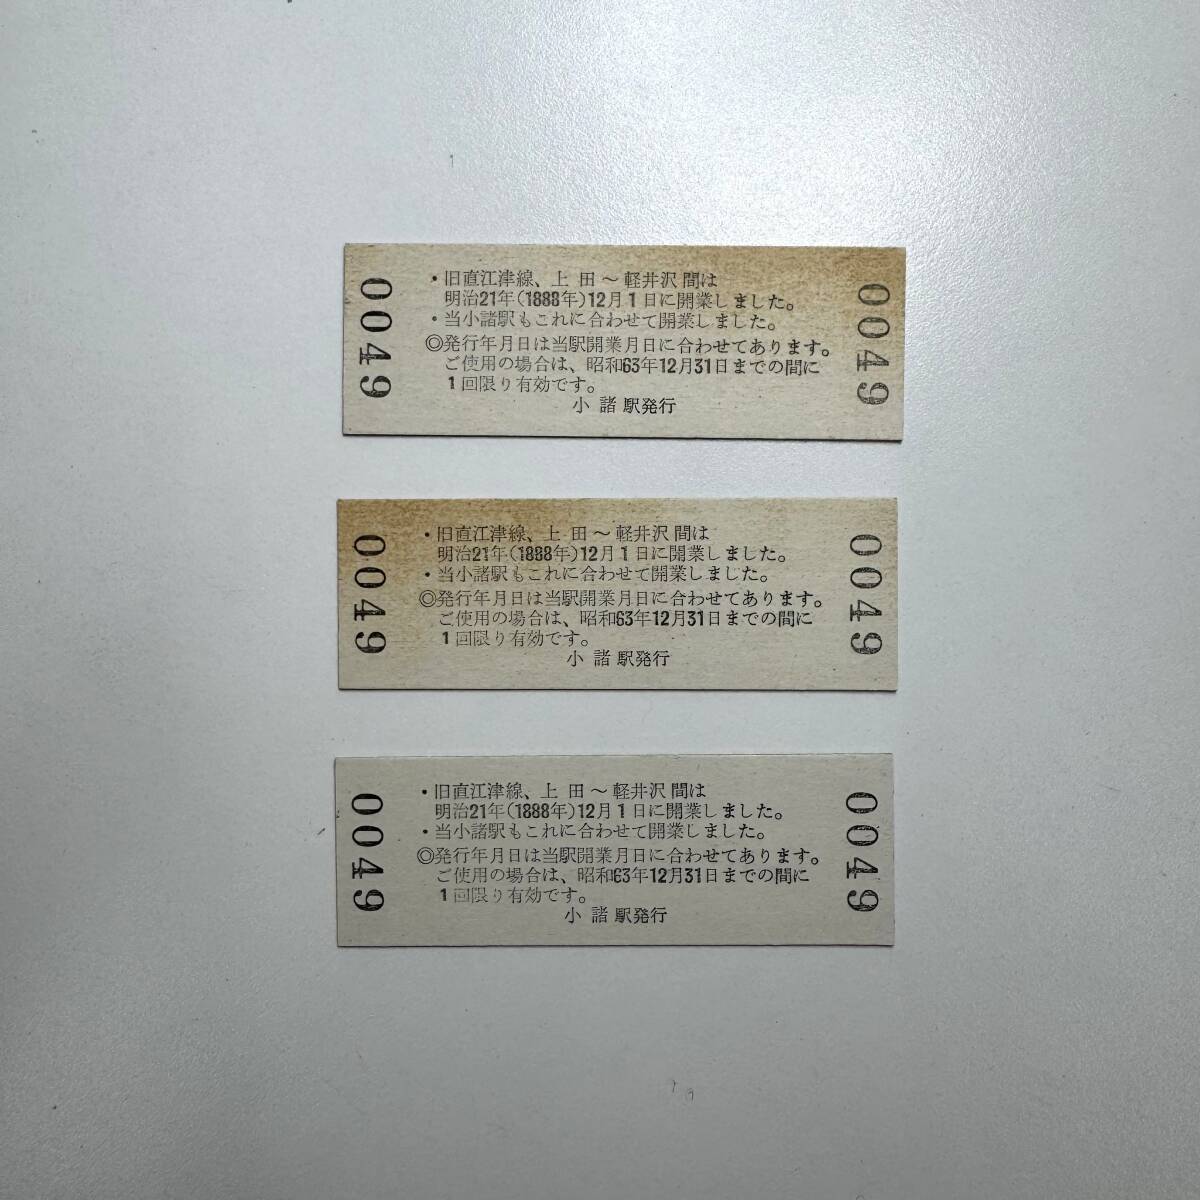 0049
・旧直江津線、上田～軽井沢間は
明治21年(1888年)12月1日に開業しました。
・当小諸駅もこれに合わせて開業しました。
◎発行年月日は当駅開業月日に合わせてあります。
ご使用の場合は、昭和63年12月31日までの間に
1回限り有効です。
小諸駅発行
0049
0049
・旧直江津線、上田～軽井沢間は
明治21年(1888年)12月1日に開業しました。
・当小諸駅もこれに合わせて開業しました。
◎発行年月日は当駅開業月日に合わせてあります。
ご使用の場合は、昭和63年12月31日までの間に
1回限り有効です。
小諸駅発行
0049
0049
・旧直江津線、上田～軽井沢間は
明治21年(1888年)12月1日に開業しました。
・当小諸駅もこれに合わせて開業しました。
◎発行年月日は当駅開業月日に合わせてあります。
ご使用の場合は、昭和63年12月31日までの間に
1回限り有効です。
小諸駅発行
0049